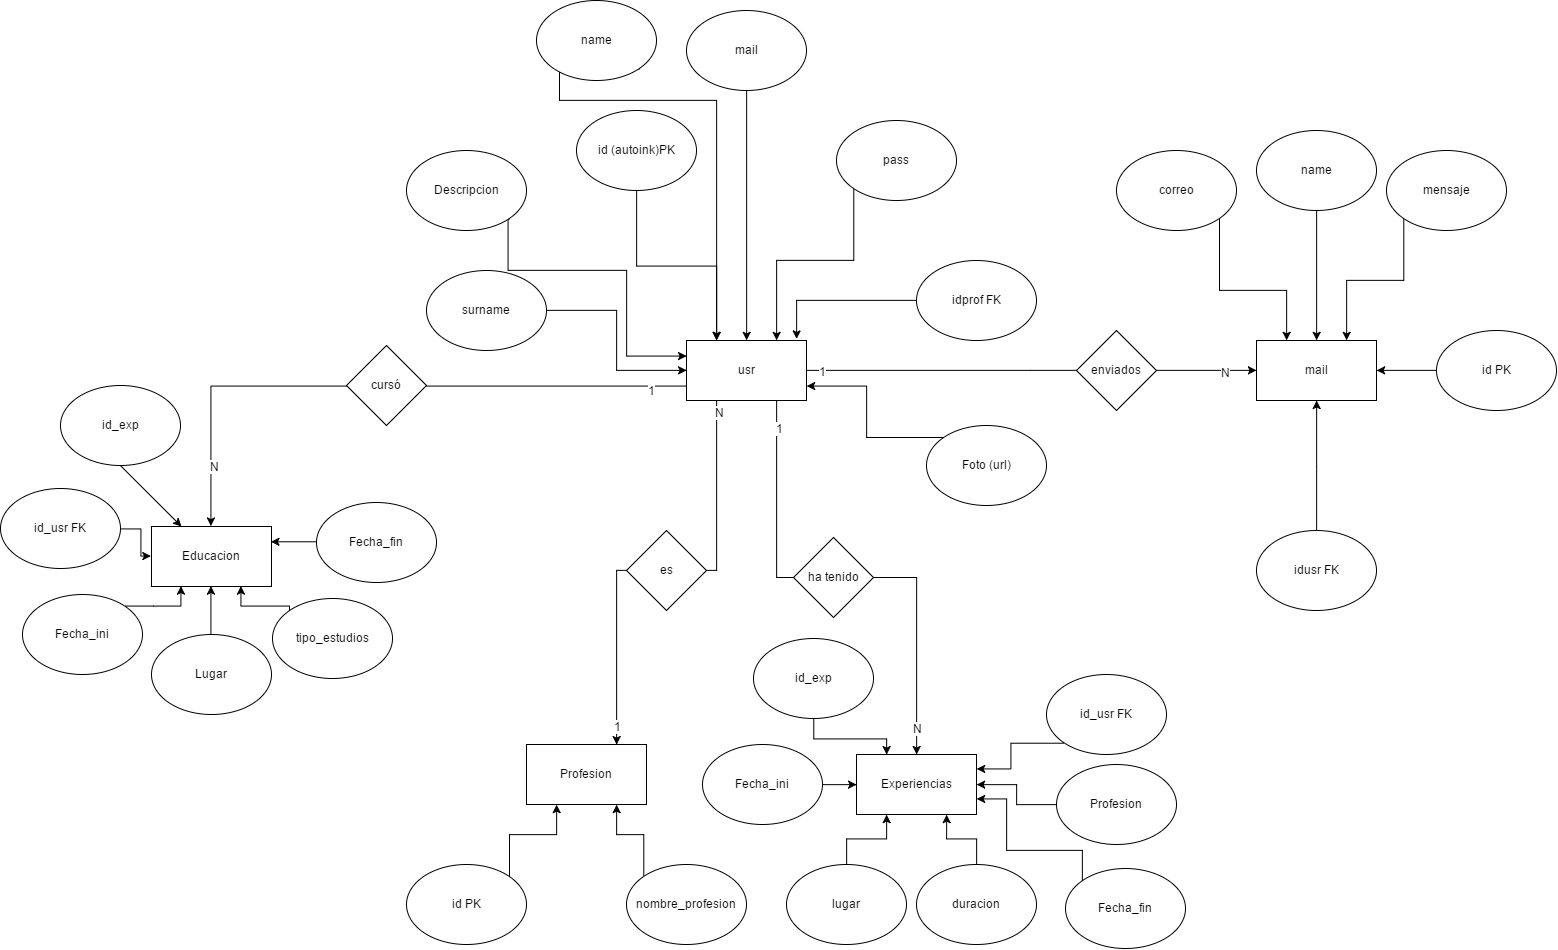 name
mail
id (autoink)PK
pass
Descripcion
correo
name
mensaje
surname
idprof FK
usr
1
enviados
N
mail
id PK
cursó
1
N
1
Foto (url)
id_exp
N
id_usr FK
Educacion
Fecha_fin
Fecha_ini
Lugar
tipo_estudios
es
ha tenido
idusr FK
id_exp
id_usr FK
1
N
Profesion
Fecha_ini
Experiencias
Profesion
id PK
nombre_profesion
lugar
duracion
Fecha_fin